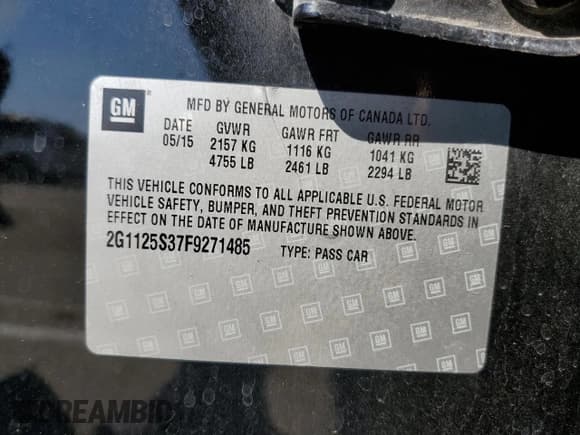 GM
MFD BY GENERAL MOTORS OF CANADA LTD.
DATE GVWR GAWR FRT GAWR RR
05/15 2157 KG 1116 KG 1041 KG
4755 LB 2461 LB 2294 LB
THIS VEHICLE CONFORMS TO ALL APPLICABLE U.S. FEDERAL MOTOR
VEHICLE SAFETY, BUMPER, AND THEFT PREVENTION STANDARDS IN
EFFECT ON THE DATE OF MANUFACTURE SHOWN ABOVE.
2G1125S37F9271485 TYPE: PASS CAR
DREAMBID